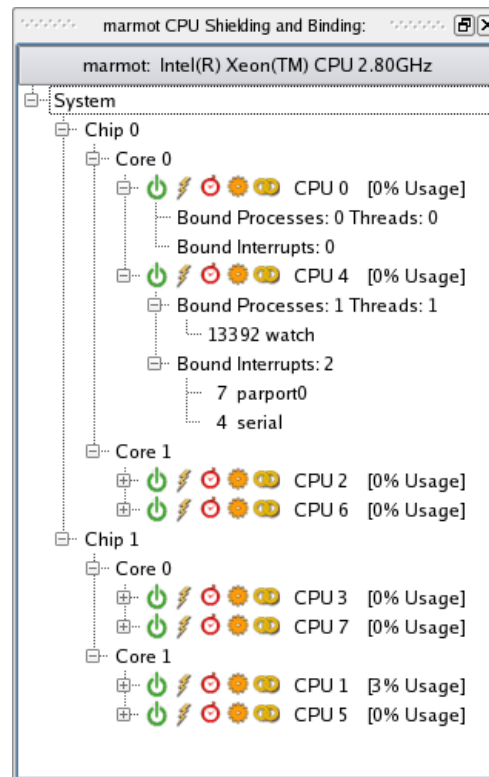 marmot CPU Shielding and Binding:
marmot: Intel(R) Xeon(TM) CPU 2.80GHz
System
Chip 0
Core 0
CPU 0 [0% Usage]
Bound Processes: 0 Threads: 0
Bound Interrupts: 0
CPU 4 [0% Usage]
Bound Processes: 1 Threads: 1
13392 watch
Bound Interrupts: 2
7 parport0
4 serial
Core 1
CPU 2 [0% Usage]
CPU 6 [0% Usage]
Chip 1
Core 0
CPU 3 [0% Usage]
CPU 7 [0% Usage]
Core 1
CPU 1 [3% Usage]
CPU 5 [0% Usage]